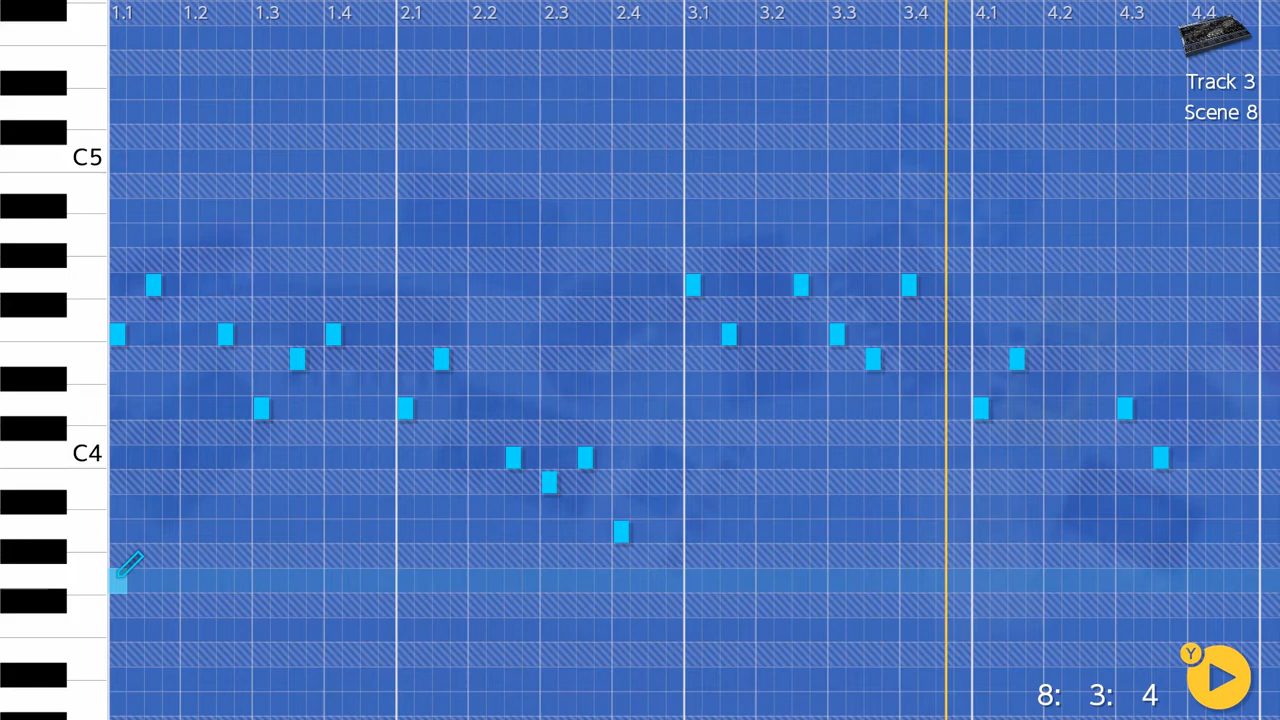 1.1 1.2 1.3 1.4 2.1 2.2 2.3 2.4 3.1 3.2 3.3 3.4 4.1 4.2 4.3 4.4
Track 3
Scene 8
C5
C4
Y
8: 3: 4